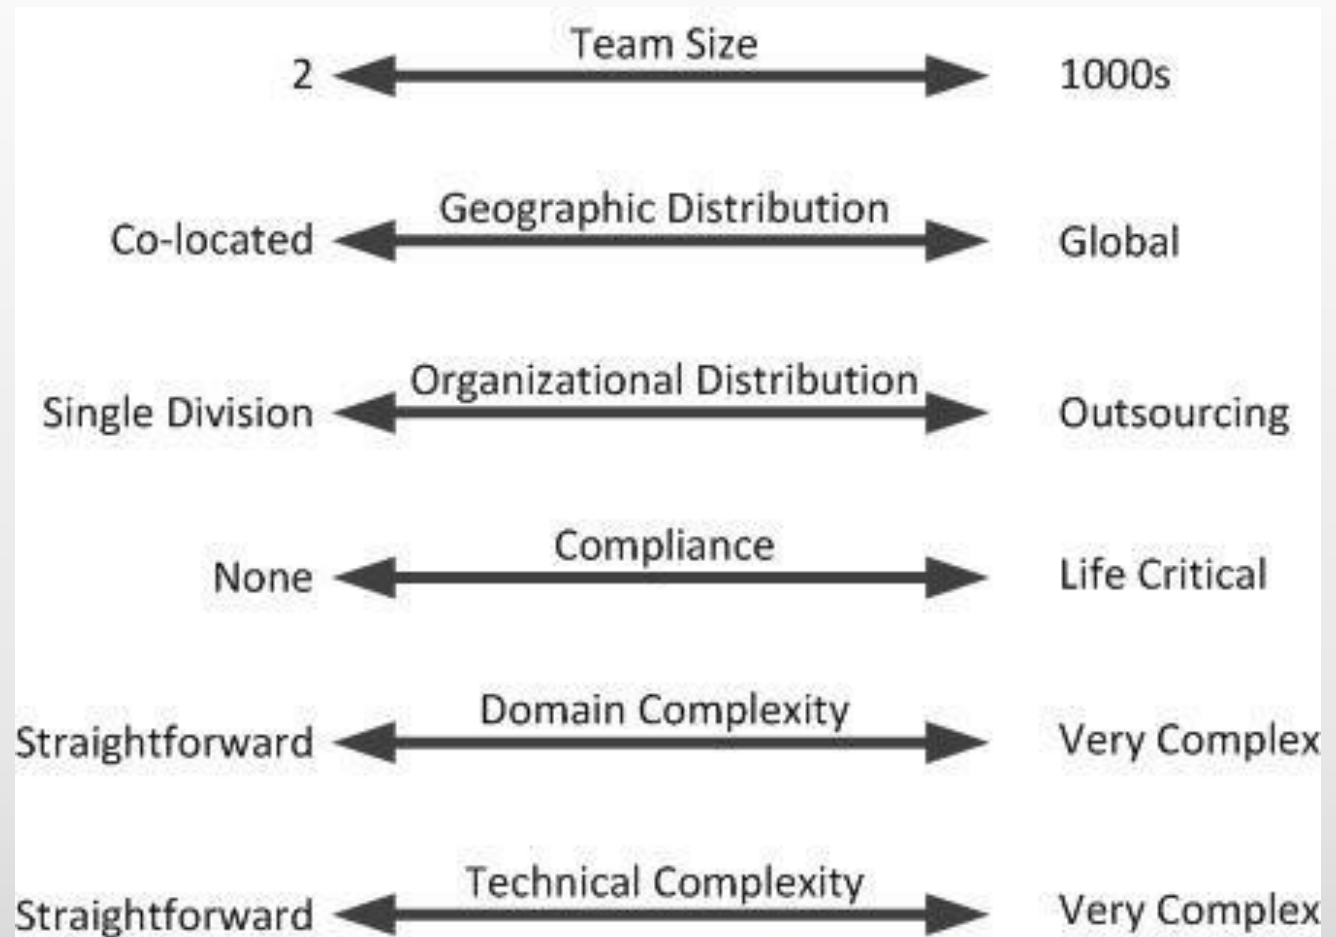 Team Size
2 1000s
Geographic Distribution
Co-located Global
Organizational Distribution
Single Division Outsourcing
Compliance
None Life Critical
Domain Complexity
Straightforward Very Complex
Technical Complexity
Straightforward Very Complex